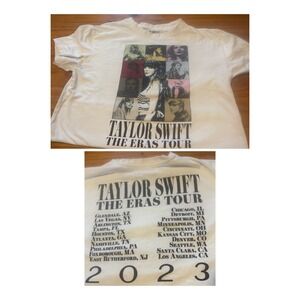 TAYLOR SWIFT
THE ERAS TOUR
TAYLOR SWIFT
THE ERAS TOUR
GLENDALE, AZ
LAS VEGAS, TX
ARLINGTON, TX
TAMPA, FL
HOUSTON, TX
ATLANTA, GA
NASHVILLE, TN
PHILADELPHIA, PA
FOXBOROUGH, MA
EAST RUTHERFORD, NJ
CHICAGO, IL
DETROIT, MI
PITTSBURGH, PA
MINNEAPOLIS, MN
CINCINNATI, OH
KANSAS CITY, MO
DENVER, CO
SEATTLE, WA
SANTA CLARA, CA
LOS ANGELES, CA
2023